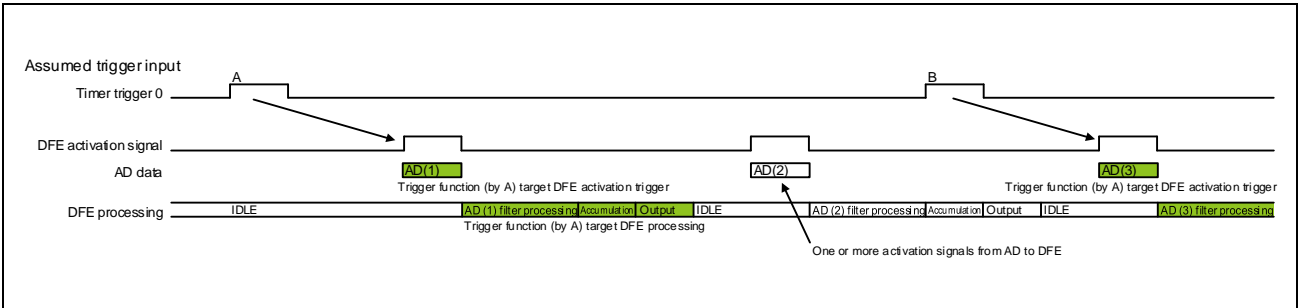 Assumed trigger input
A
B
Timer trigger 0
DFE activation signal
AD data
AD(1)
AD(2)
AD(3)
Trigger function (by A) target DFE activation trigger
Trigger function (by A) target DFE activation trigger
DFE processing
IDLE
AD (1) filter processing
Accumulation
Output
IDLE
AD (2) filter processing
Accumulation
Output
IDLE
AD (3) filter processing
Trigger function (by A) target DFE processing
One or more activation signals from AD to DFE